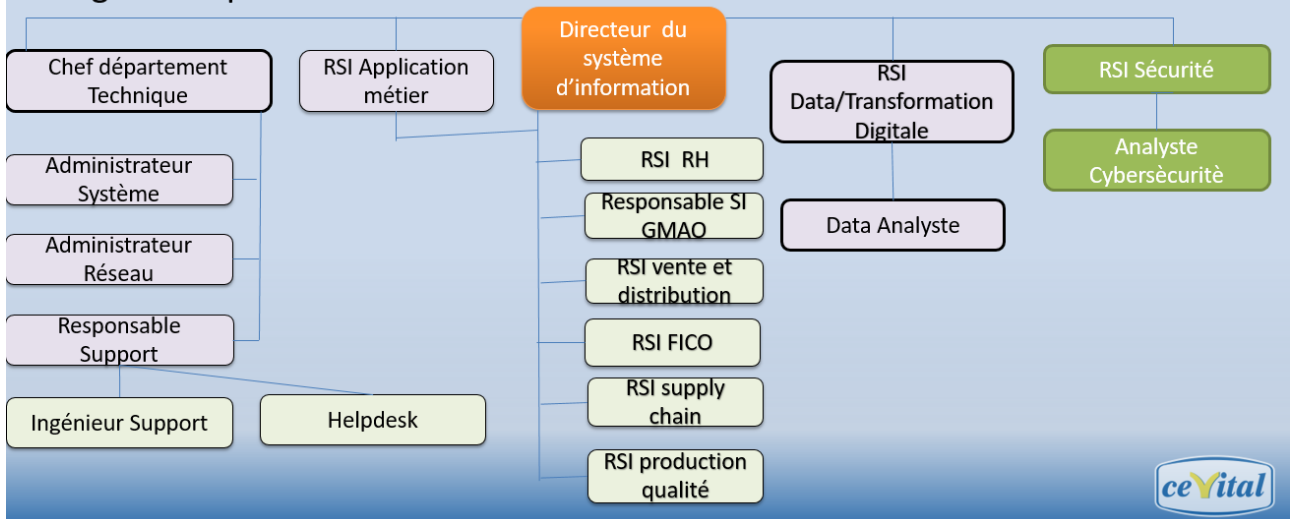 Directeur du
système
d'information
Chef département
Technique
RSI Application
métier
RSI
Data/Transformation
Digitale
RSI Sécurité
Administrateur
Système
RSI RH
Analyste
Cybersècuritè
Responsable SI
GMAO
Data Analyste
Administrateur
Réseau
RSI vente et
distribution
Responsable
Support
RSI FICO
Ingénieur Support
Helpdesk
RSI supply
chain
RSI production
qualité
cevital